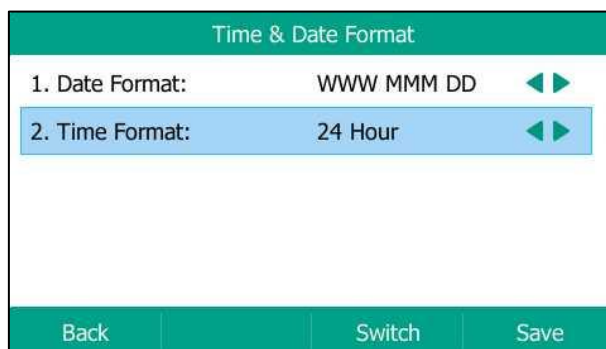 Time & Date Format
1. Date Format: WWW MMM DD
2. Time Format: 24 Hour
Back Switch Save